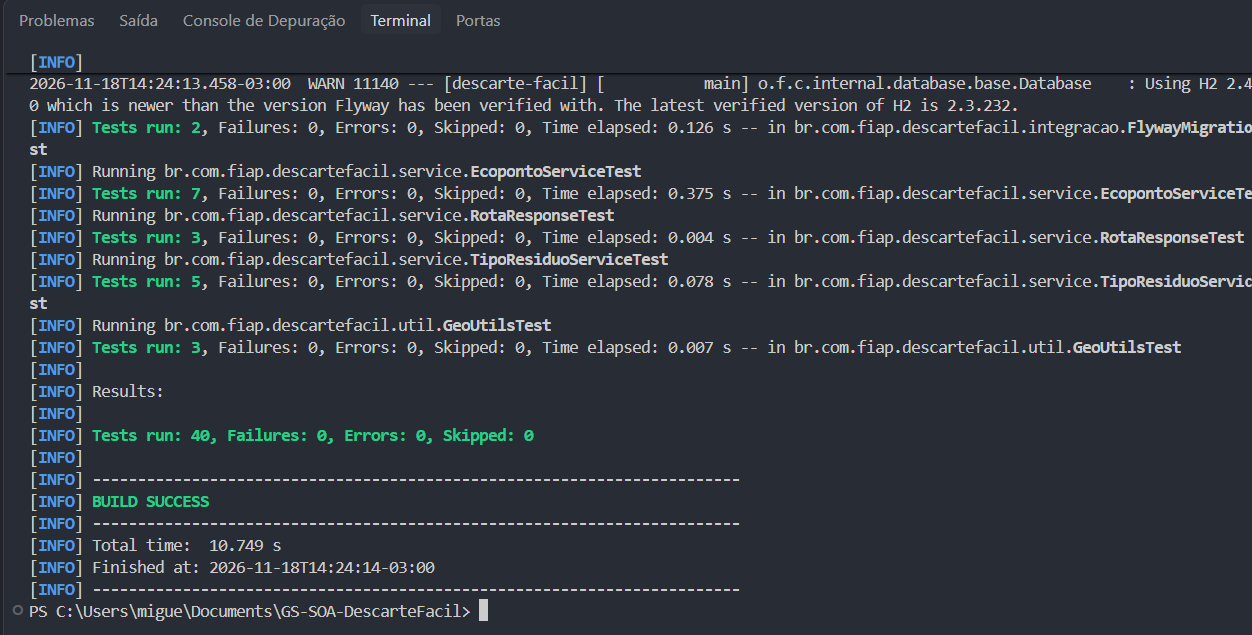 Problemas Saída Console de Depuração Terminal Portas
[INFO]
2026-11-18T14:24:13.458-03:00  WARN 11140 --- [descarte-facil] [           main] o.f.c.internal.database.base.Database    : Using H2 2.4
0 which is newer than the version Flyway has been verified with. The latest verified version of H2 is 2.3.232.
[INFO] Tests run: 2, Failures: 0, Errors: 0, Skipped: 0, Time elapsed: 0.126 s -- in br.com.fiap.descartefacil.integracao.FlywayMigratio
st
[INFO] Running br.com.fiap.descartefacil.service.EcopontoServiceTest
[INFO] Tests run: 7, Failures: 0, Errors: 0, Skipped: 0, Time elapsed: 0.375 s -- in br.com.fiap.descartefacil.service.EcopontoServiceTe
[INFO] Running br.com.fiap.descartefacil.service.RotaResponseTest
[INFO] Tests run: 3, Failures: 0, Errors: 0, Skipped: 0, Time elapsed: 0.004 s -- in br.com.fiap.descartefacil.service.RotaResponseTest
[INFO] Running br.com.fiap.descartefacil.service.TipoResiduoServiceTest
[INFO] Tests run: 5, Failures: 0, Errors: 0, Skipped: 0, Time elapsed: 0.078 s -- in br.com.fiap.descartefacil.service.TipoResiduoServic
st
[INFO] Running br.com.fiap.descartefacil.util.GeoUtilsTest
[INFO] Tests run: 3, Failures: 0, Errors: 0, Skipped: 0, Time elapsed: 0.007 s -- in br.com.fiap.descartefacil.util.GeoUtilsTest
[INFO]
[INFO] Results:
[INFO]
[INFO] Tests run: 40, Failures: 0, Errors: 0, Skipped: 0
[INFO]
[INFO] ------------------------------------------------------------------------
[INFO] BUILD SUCCESS
[INFO] ------------------------------------------------------------------------
[INFO] Total time:  10.749 s
[INFO] Finished at: 2026-11-18T14:24:14-03:00
[INFO] ------------------------------------------------------------------------
PS C:\Users\migue\Documents\GS-SOA-DescarteFacil>